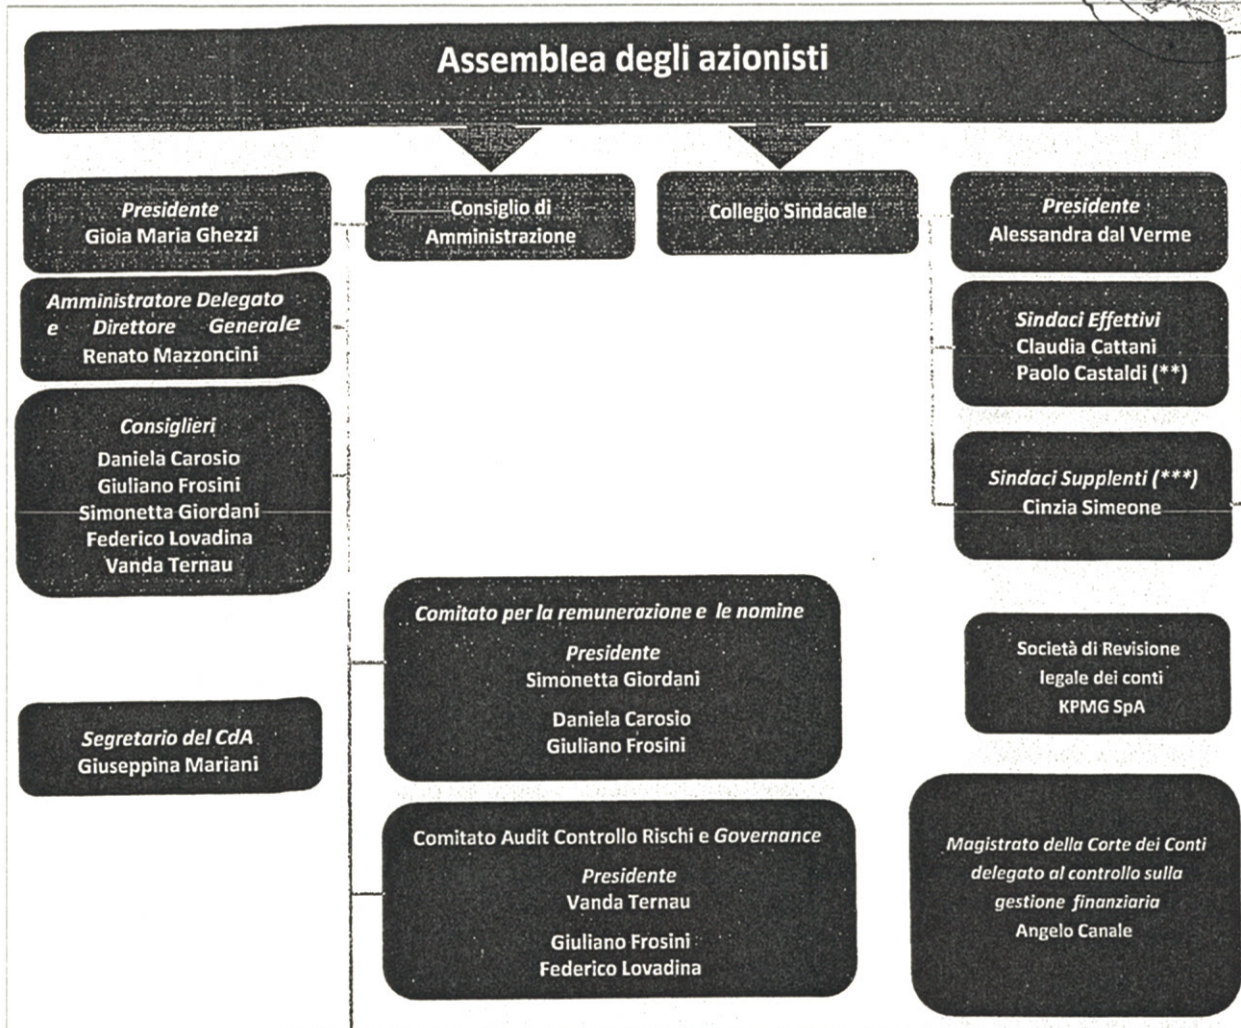 Assemblea degli azionisti
Presidente
Gioia Maria Ghezzi
Consiglio di
Amministrazione
Collegio Sindacale
Presidente
Alessandra dal Verme
Amministratore Delegato
e Direttore Generale
Renato Mazzoncini
Sindaci Effettivi
Claudia Cattani
Paolo Castaldi (**)
Consiglieri
Daniela Carosio
Giuliano Frosini
Simonetta Giordani
Federico Lovadina
Vanda Ternau
Sindaci Supplenti (***)
Cinzia Simeone
Comitato per la remunerazione e le nomine
Presidente
Simonetta Giordani
Daniela Carosio
Giuliano Frosini
Società di Revisione
legale dei conti
KPMG SpA
Segretario del CdA
Giuseppina Mariani
Comitato Audit Controllo Rischi e Governance
Presidente
Vanda Ternau
Giuliano Frosini
Federico Lovadina
Magistrato della Corte dei Conti
delegato al controllo sulla
gestione finanziaria
Angelo Canale